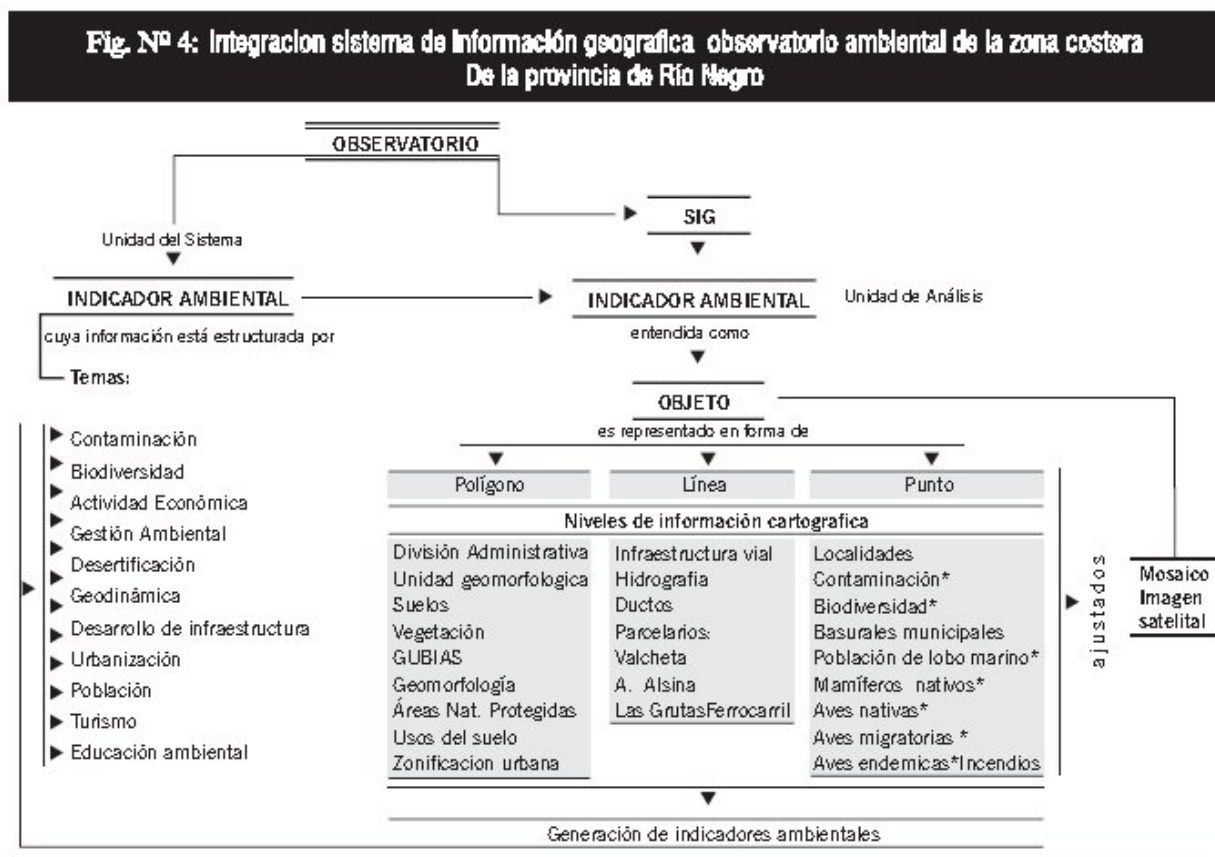 Fig. Nº 4: Integracion sistema de información geografica observatorio ambiental de la zona costera
De la provincia de Río Negro
OBSERVATORIO
SIG
Unidad del Sistema
INDICADOR AMBIENTAL
INDICADOR AMBIENTAL
Unidad de Análisis
cuya información está estructurada por
entendida como
Temas:
OBJETO
es representado en forma de
Contaminación
Biodiversidad
Actividad Económica
Gestión Ambiental
Desertificación
Geodinámica
Desarrollo de infraestructura
Urbanización
Población
Turismo
Educación ambiental
Polígono
Línea
Punto
Niveles de información cartografica
División Administrativa
Unidad geomorfologica
Suelos
Vegetación
GUBIAS
Geomorfología
Áreas Nat. Protegidas
Usos del suelo
Zonificacion urbana
Infraestructura vial
Hidrografia
Ductos
Parcelarios:
Valcheta
A. Alsina
Las GrutasFerrocarril
Localidades
Contaminación*
Biodiversidad*
Basurales municipales
Población de lobo marino*
Mamíferos nativos*
Aves nativas*
Aves migratorias *
Aves endemicas*Incendios
ajustados
Mosaico
Imagen
satelital
Generación de indicadores ambientales